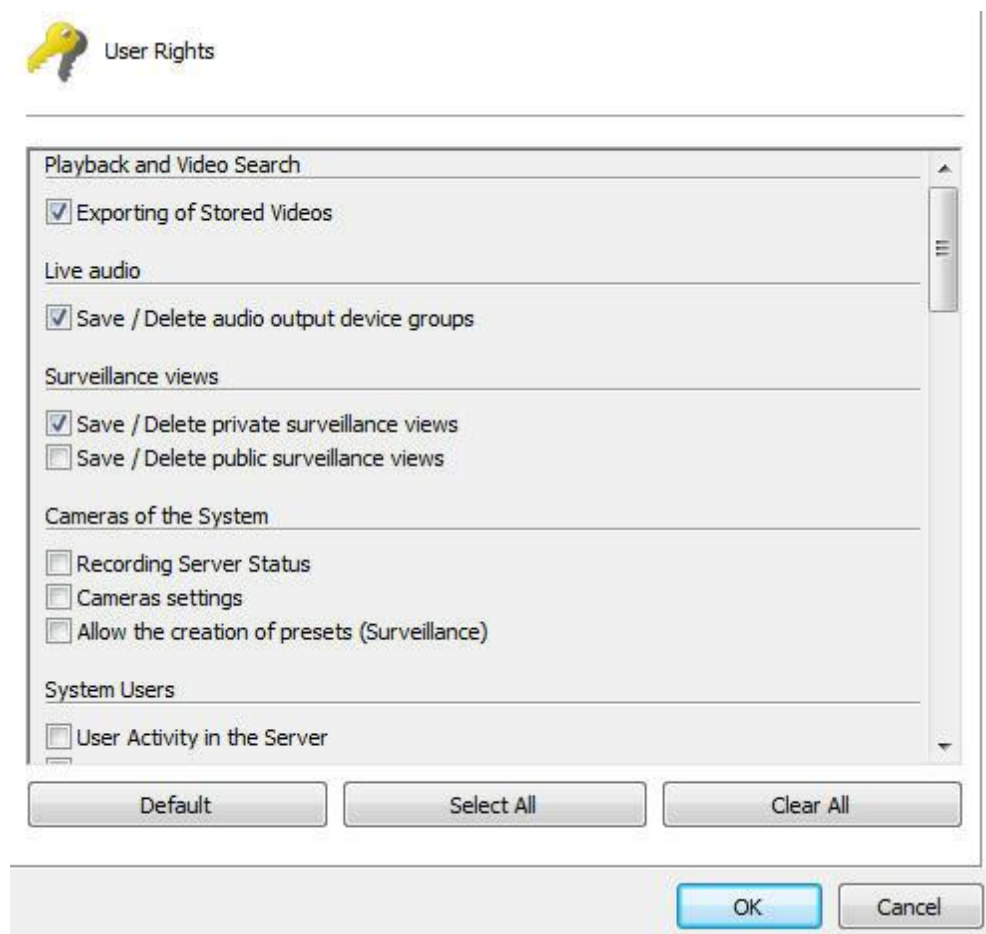 User Rights
Playback and Video Search
Exporting of Stored Videos
Live audio
Save / Delete audio output device groups
Surveillance views
Save / Delete private surveillance views
Save / Delete public surveillance views
Cameras of the System
Recording Server Status
Cameras settings
Allow the creation of presets (Surveillance)
System Users
User Activity in the Server
Default Select All Clear All
OK Cancel